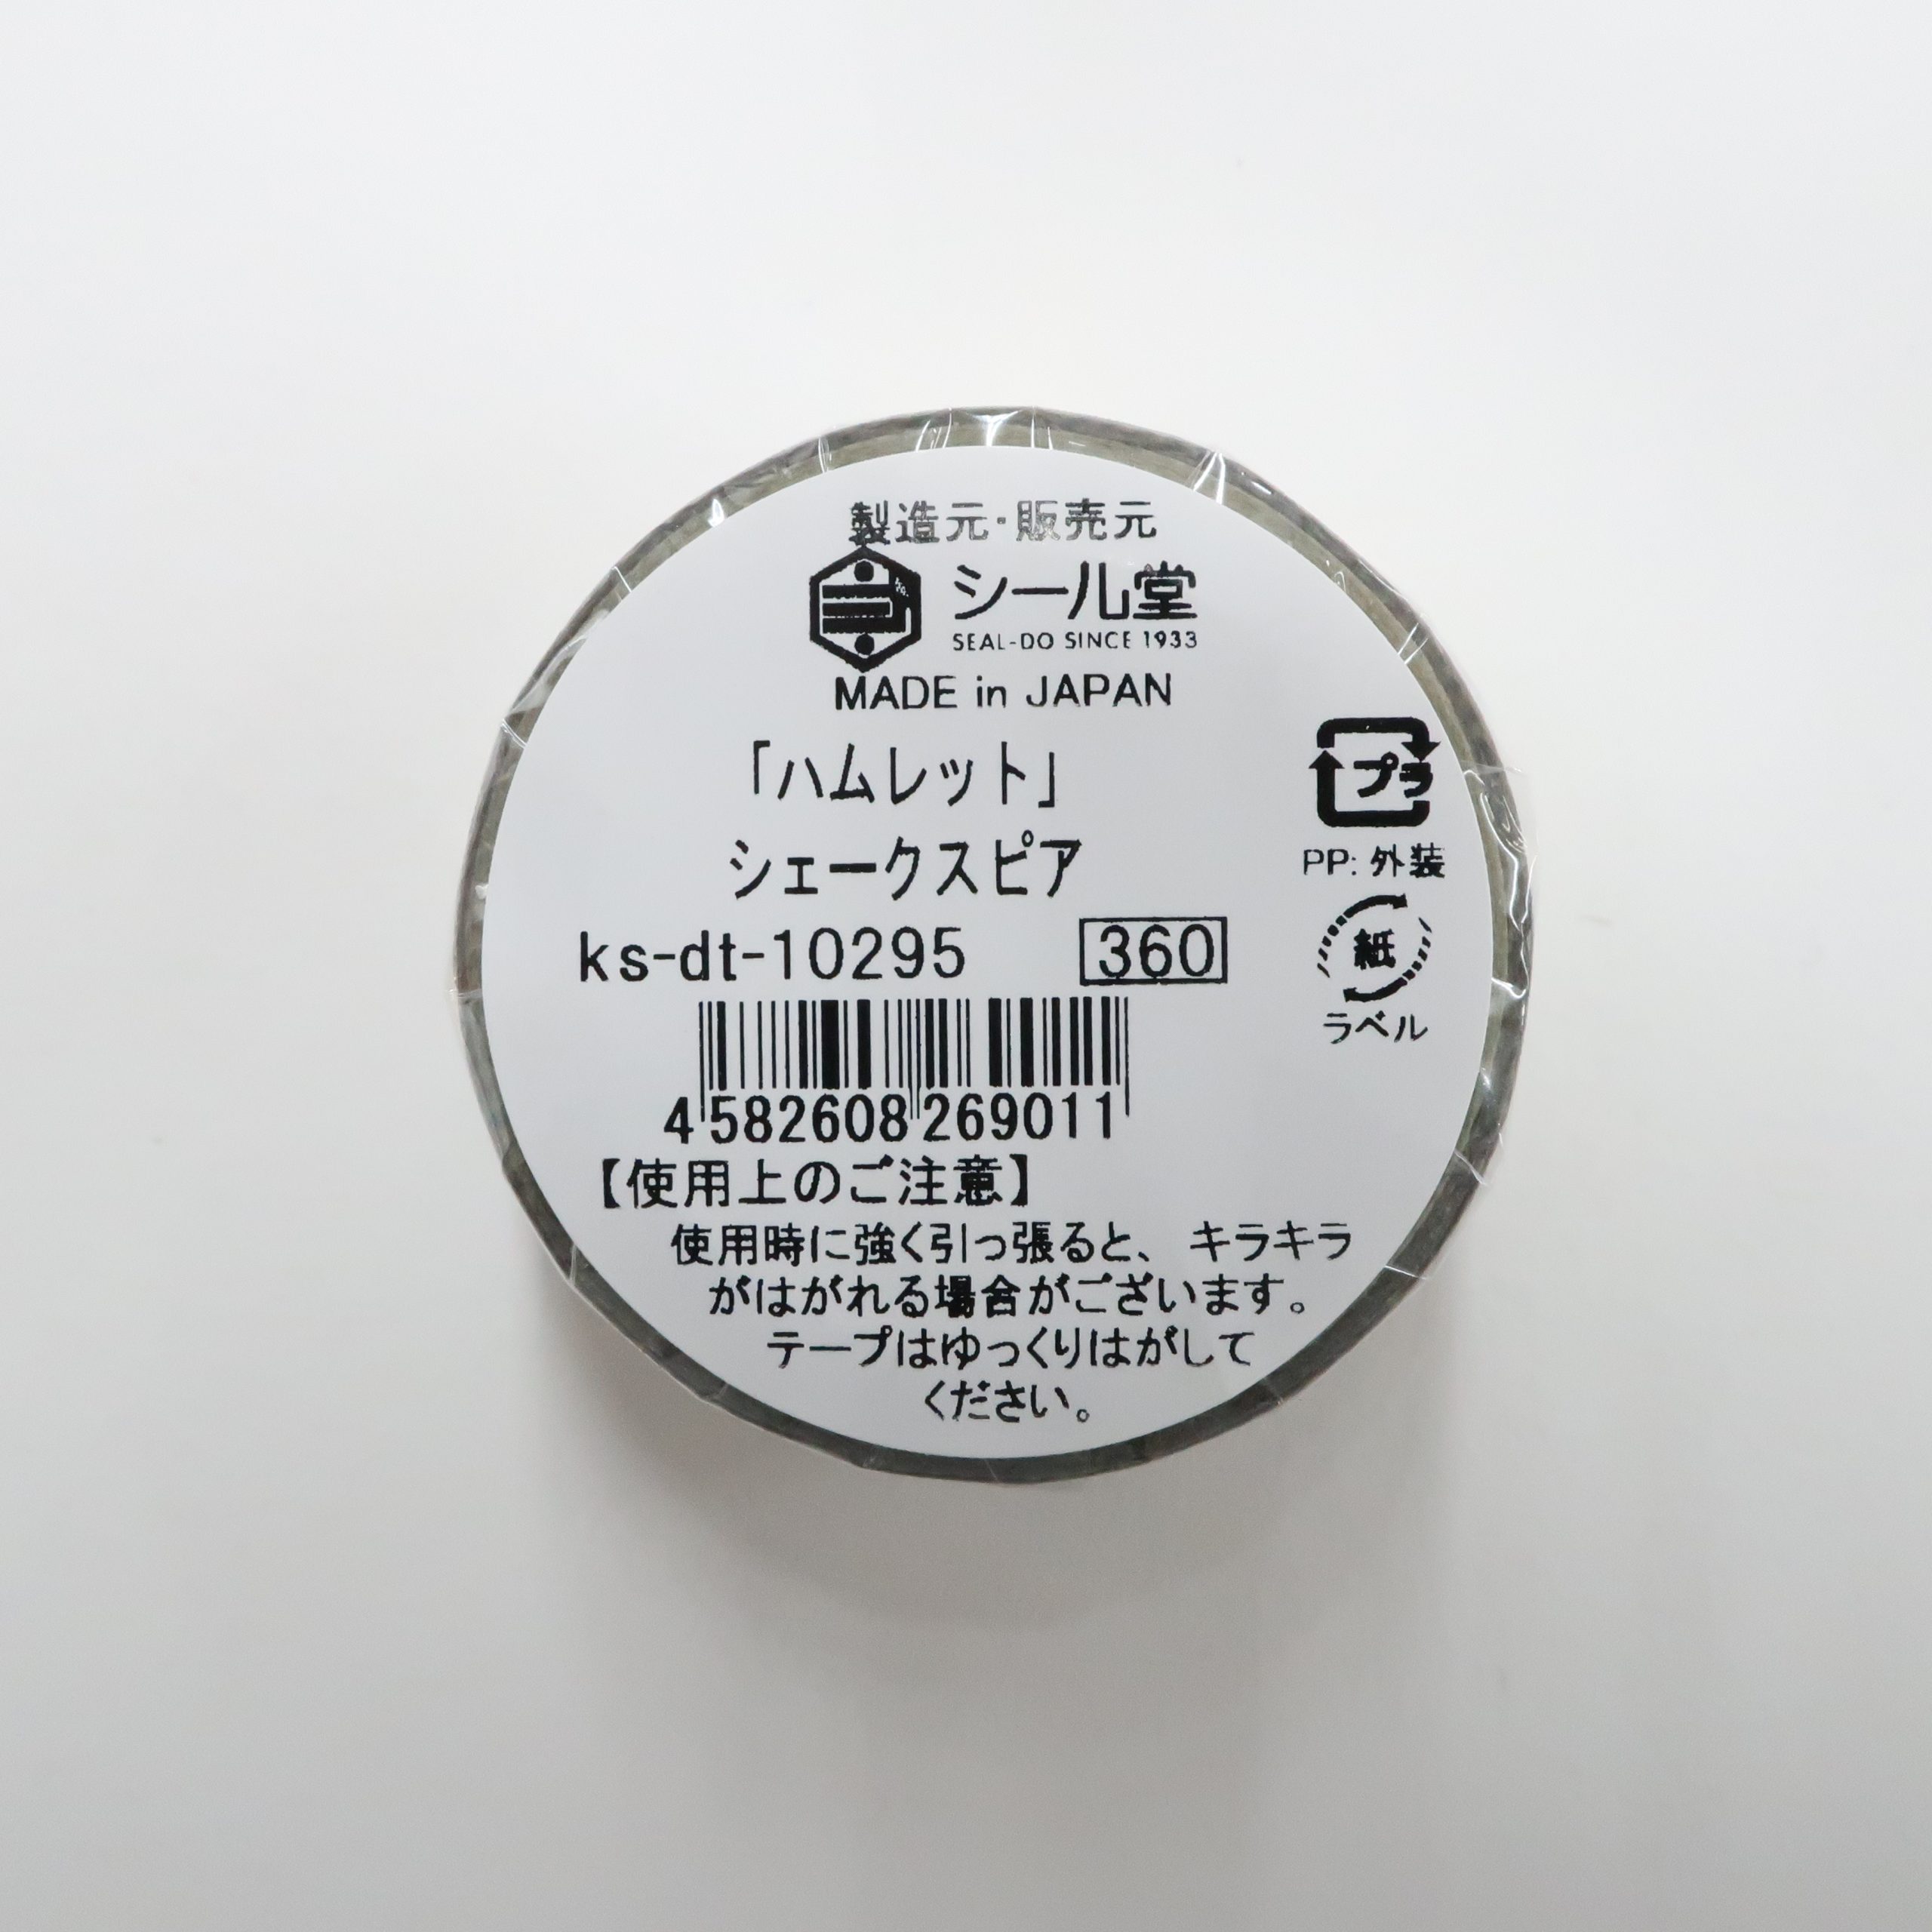 製造元・販売元
シール堂
SEAL-DO SINCE 1933
MADE in JAPAN
「ハムレット」
シェークスピア
プラ
PP: 外装
ks-dt-10295 360
紙
ラベル
4 582608 269011
【使用上のご注意】
使用時に強く引っ張ると、キラキラ
がはがれる場合がございます。
テープはゆっくりはがして
ください。